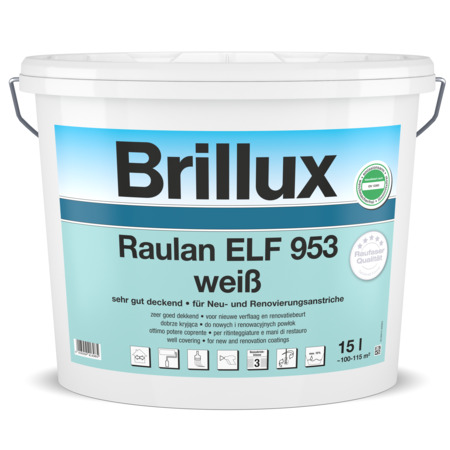 Brillux
Raulan ELF 953
weiß
sehr gut deckend • für Neu- und Renovierungsanstriche
zeer goed dekkend • voor nieuwe verflaag en renovatiebeurt
dobrze kryjąca • do nowych i renowacyjnych powłok
ottimo potere coprente • per ritinteggiature e mani di restauro
well covering • for new and renovation coatings
Raufaser
Qualität
3
15 l
~100-115 m²